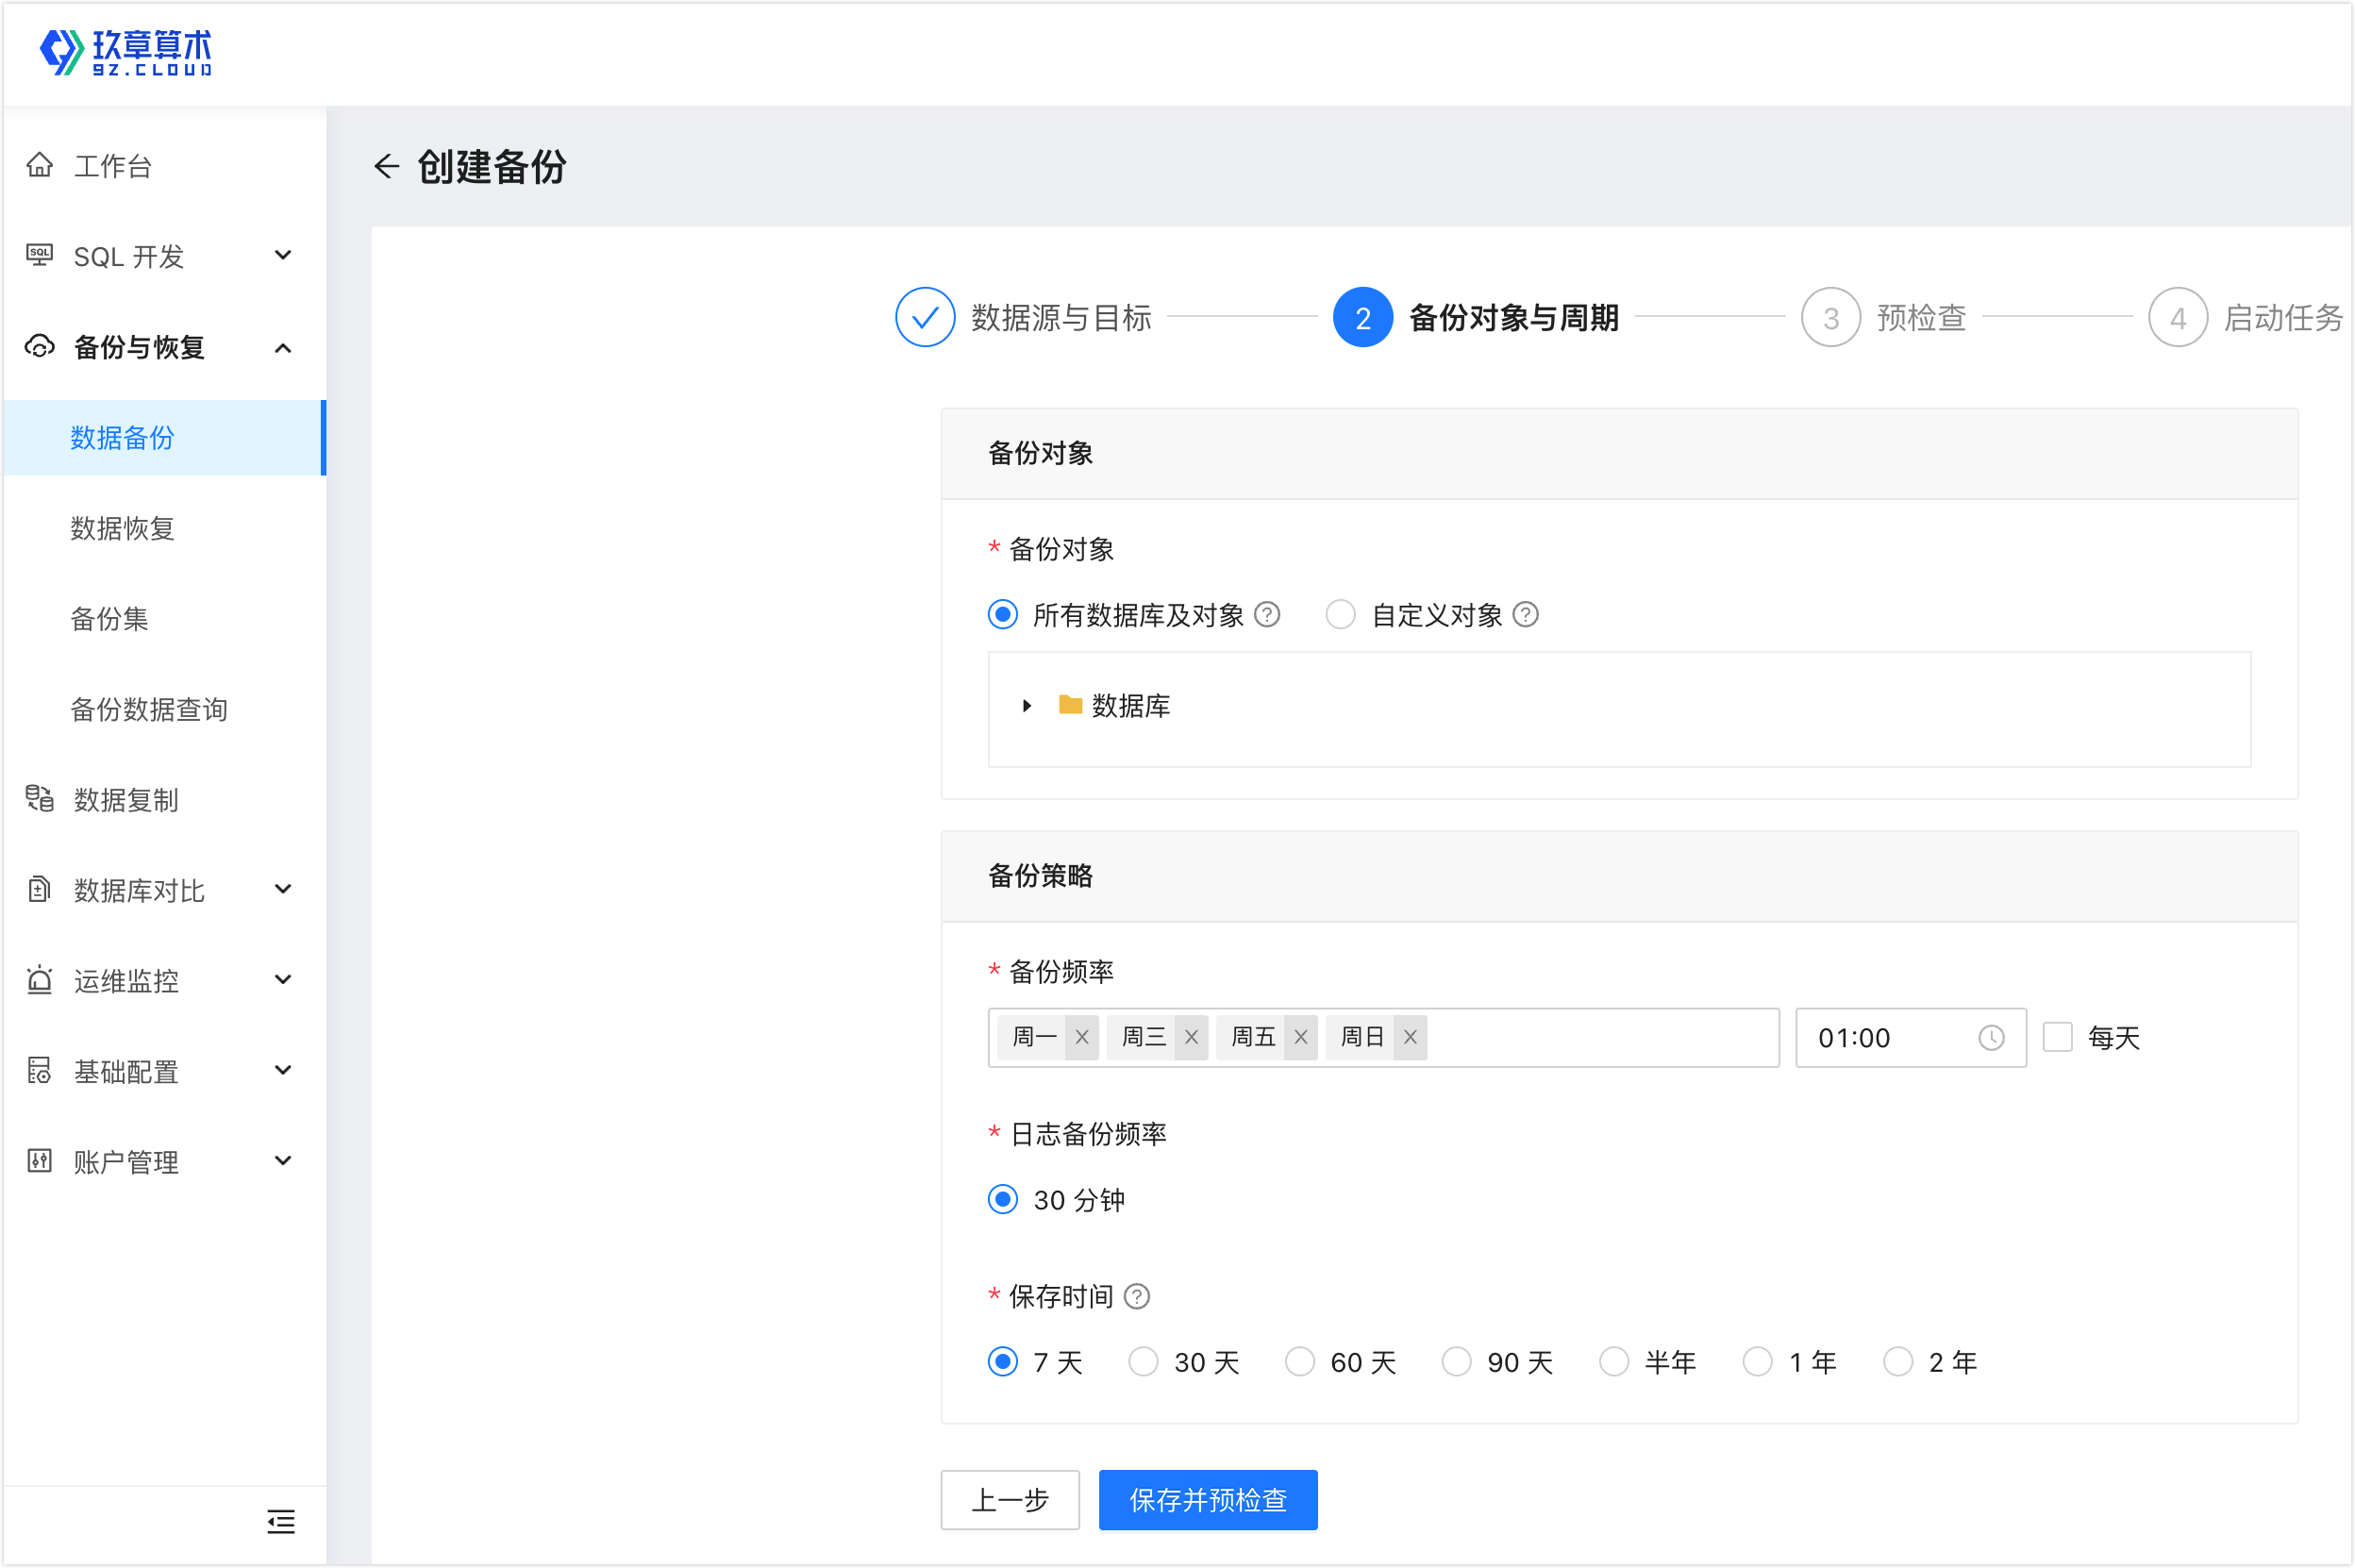 玖章算术
9Z.CLOUD
工作台
SQL 开发
备份与恢复
数据备份
数据恢复
备份集
备份数据查询
数据复制
数据库对比
运维监控
基础配置
账户管理
创建备份
数据源与目标
2 备份对象与周期
3 预检查
4 启动任务
备份对象
* 备份对象
所有数据库及对象 ? 自定义对象 ?
数据库
备份策略
* 备份频率
周一 周三 周五 周日 01:00 每天
* 日志备份频率
30 分钟
* 保存时间 ?
7 天 30 天 60 天 90 天 半年 1 年 2 年
上一步 保存并预检查